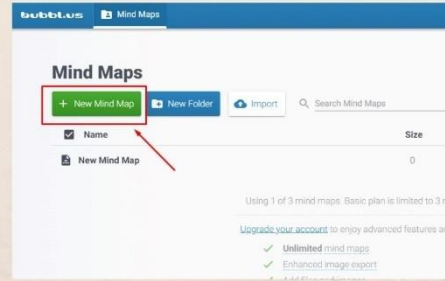 bubbl.us Mind Maps
Mind Maps
+ New Mind Map New Folder Import Search Mind Maps
Name Size
New Mind Map 0
Using 1 of 3 mind maps. Basic plan is limited to 3
Upgrade your account to enjoy advanced features
Unlimited mind maps
Enhanced image export